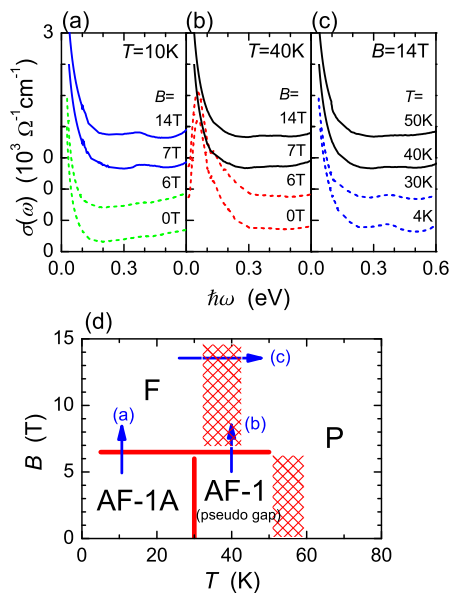 (a) (b) (c)
T=10K T=40K B=14T
B= B= T=
14T 14T 50K
7T 7T 40K
6T 6T 30K
0T 0T 4K
3
0
0
0
0
σ(ω) (10³ Ω⁻¹cm⁻¹)
0.0 0.3 0.0 0.3 0.0 0.3 0.6
ħω (eV)
(d)
15
10
5
0
B (T)
F
(c)
(a)
(b)
P
AF-1A
AF-1
(pseudo gap)
0 20 40 60 80
T (K)